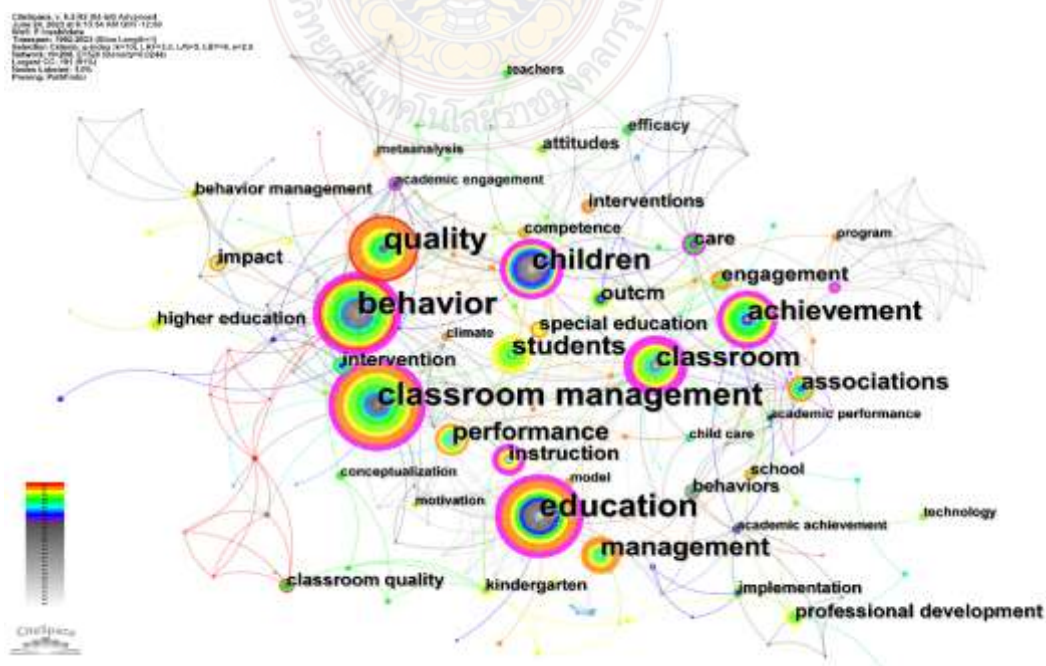 teachers
efficacy
attitudes
metaanalysis
academic engagement
behavior management
interventions
competence
quality
care
program
children
impact
engagement
outcm
behavior
achievement
higher education
special education
climate
students
classroom
intervention
associations
classroom management
academic performance
performance
child care
instruction
school
conceptualization
model
behaviors
motivation
education
technology
academic achievement
management
classroom quality
kindergarten
implementation
professional development
CiteSpace